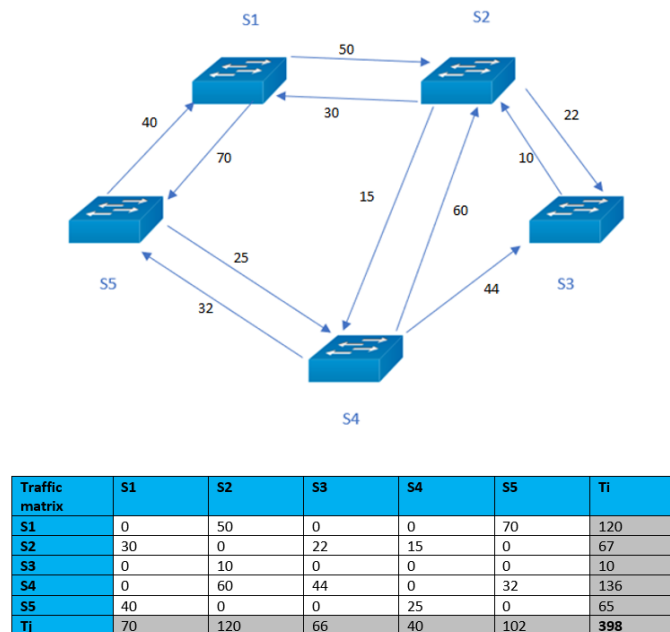 S1
S2
50
30
22
40
70
10
15
60
25
S5
S3
44
32
S4
Traffic matrix S1 S2 S3 S4 S5 Ti
S1 0 50 0 0 70 120
S2 30 0 22 15 0 67
S3 0 10 0 0 0 10
S4 0 60 44 0 32 136
S5 40 0 0 25 0 65
Tj 70 120 66 40 102 398